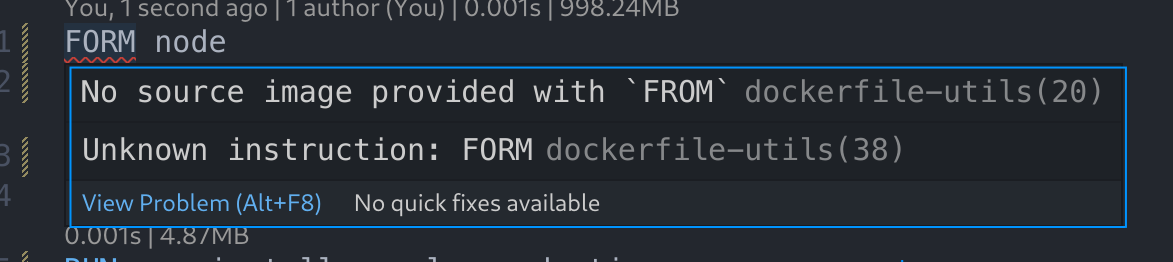 You, 1 second ago | 1 author (You) | 0.001s | 998.24MB
1 FORM node
2
No source image provided with `FROM` dockerfile-utils(20)
Unknown instruction: FORM dockerfile-utils(38)
3
4
View Problem (Alt+F8) No quick fixes available
0.001s | 4.87MB
RUN